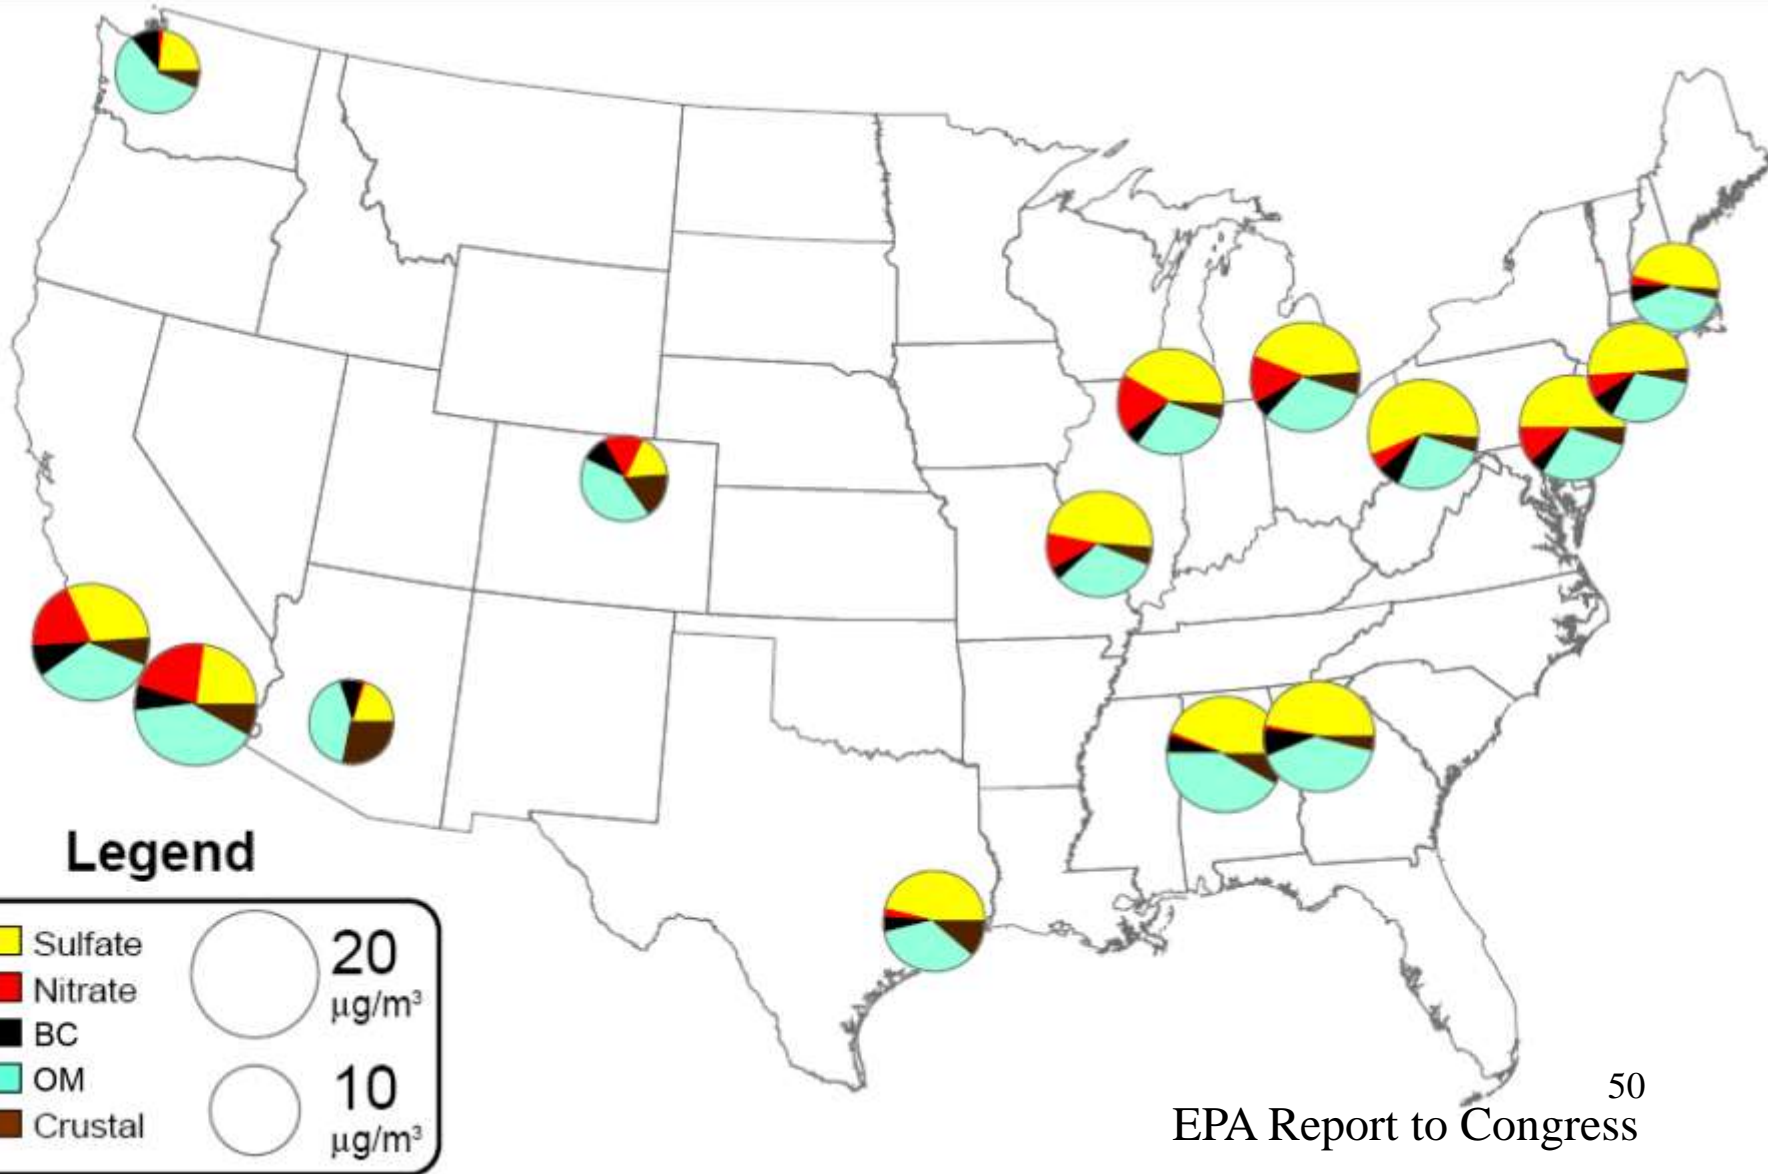 Legend
Sulfate
Nitrate
BC
OM
Crustal
20
µg/m³
10
µg/m³
50
EPA Report to Congress